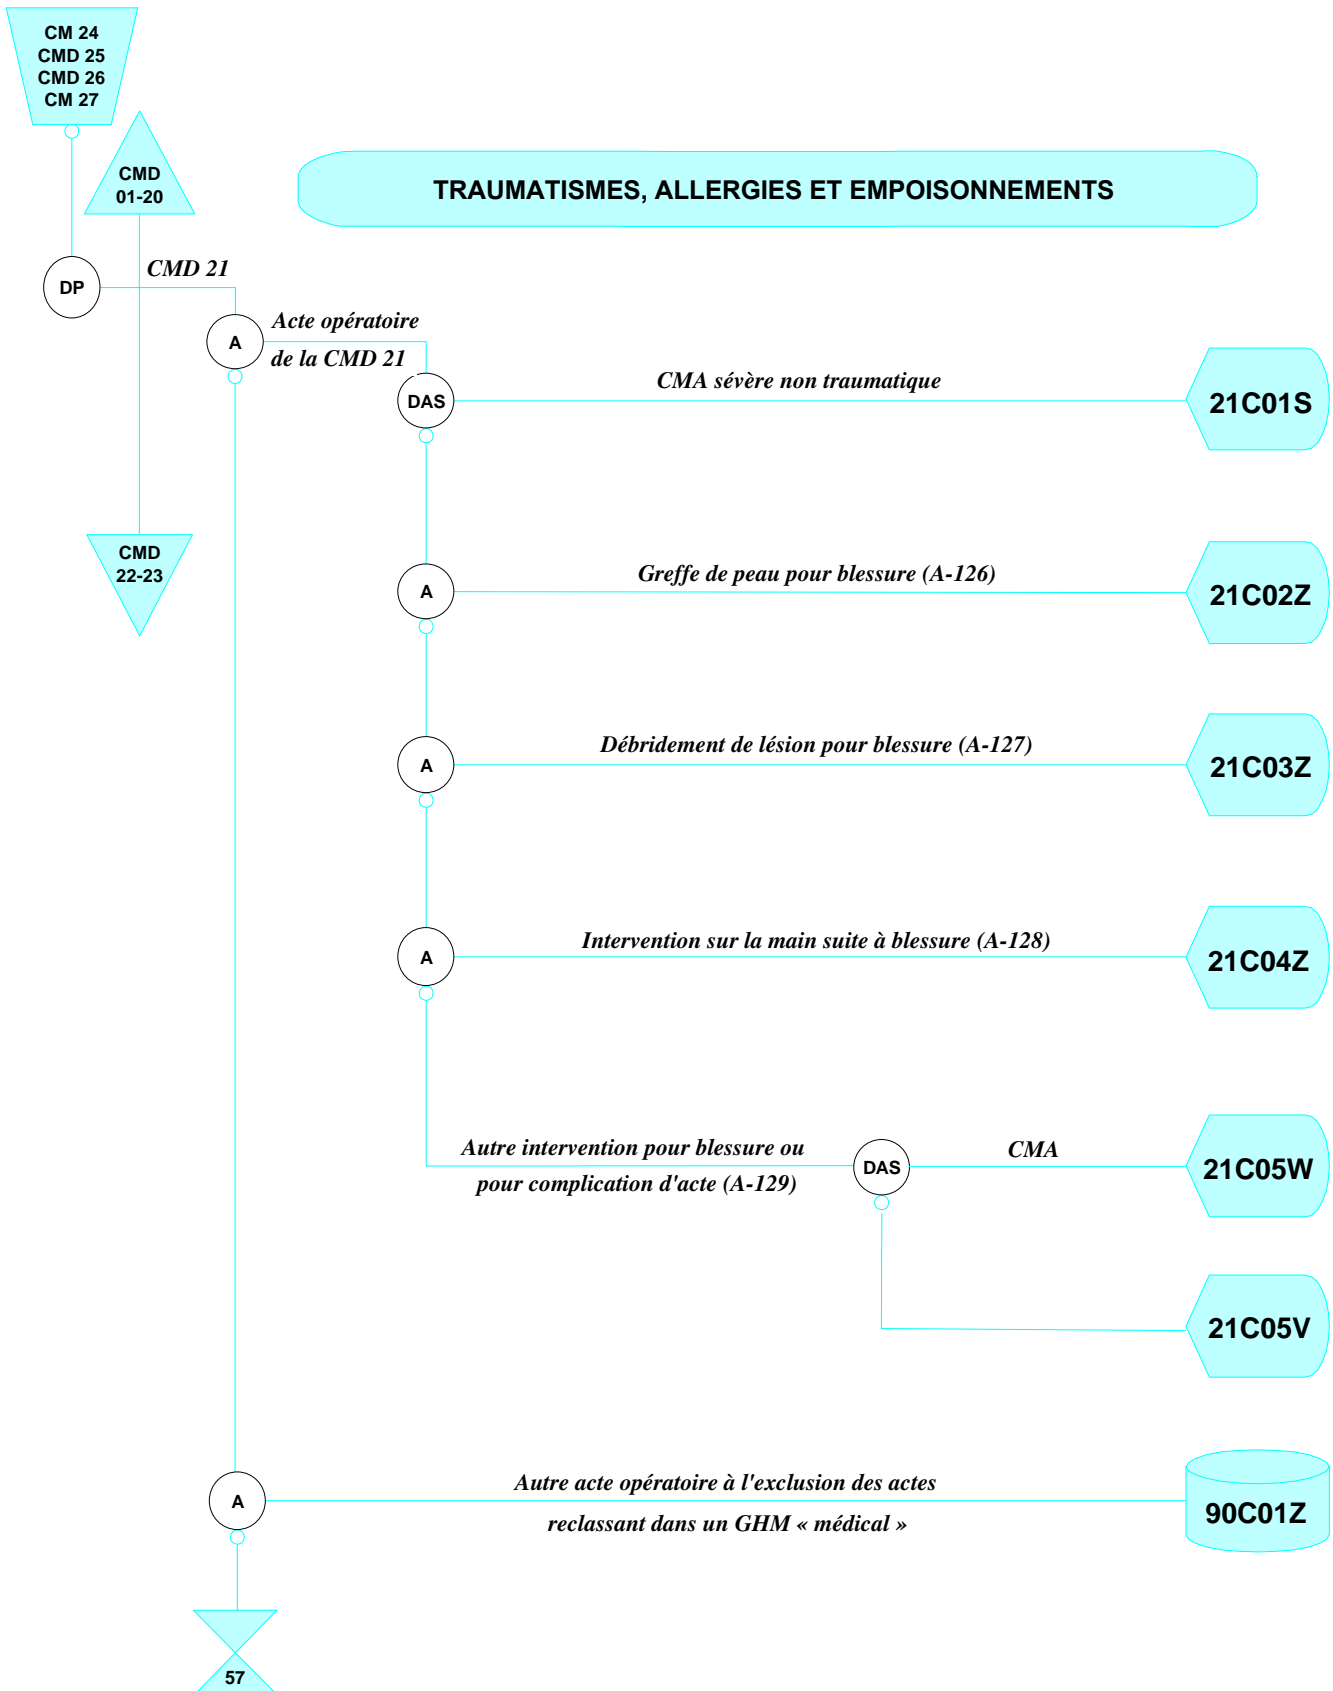 CM 24
CMD 25
CMD 26
CM 27
CMD
01-20
TRAUMATISMES, ALLERGIES ET EMPOISONNEMENTS
DP
CMD 21
A
Acte opératoire
de la CMD 21
DAS
CMA sévère non traumatique
21C01S
CMD
22-23
A
Greffe de peau pour blessure (A-126)
21C02Z
A
Débridement de lésion pour blessure (A-127)
21C03Z
A
Intervention sur la main suite à blessure (A-128)
21C04Z
Autre intervention pour blessure ou
pour complication d'acte (A-129)
DAS
CMA
21C05W
21C05V
A
Autre acte opératoire à l'exclusion des actes
reclassant dans un GHM « médical »
90C01Z
57